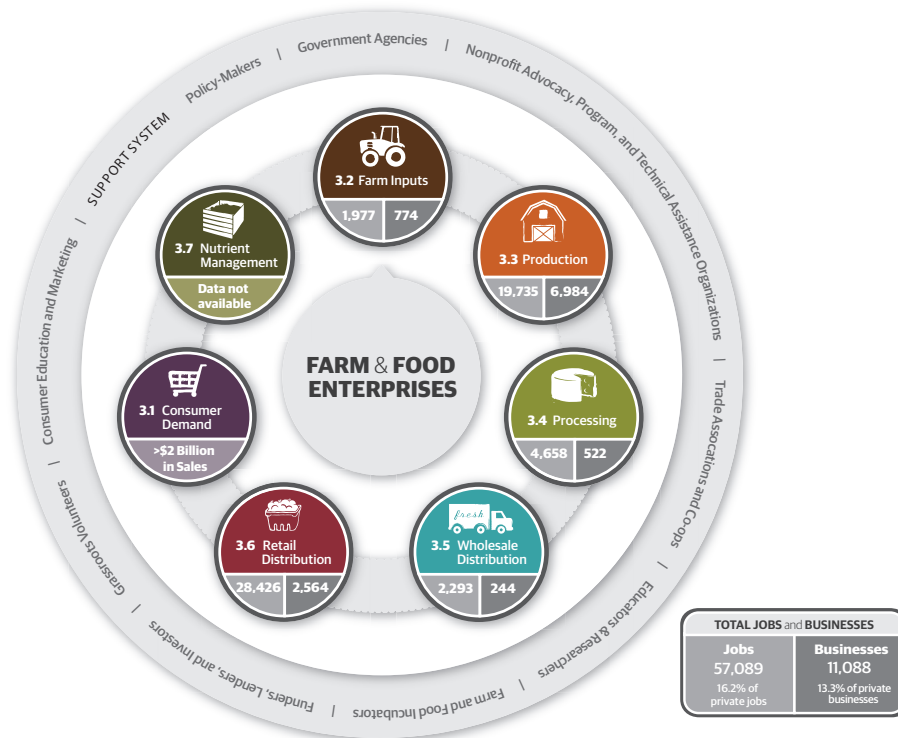 SUPPORT SYSTEM
Policy-Makers | Government Agencies | Nonprofit Advocacy, Program, and Technical Assistance Organizations | Trade Assocations and Co-ops | Educators & Researchers | Farm and Food Incubators | Funders, Lenders, and Investors | Grassroots Volunteers | Consumer Education and Marketing |
3.2 Farm Inputs
1,977 774
3.7 Nutrient
Management
Data not
available
3.3 Production
19,735 6,984
FARM & FOOD
ENTERPRISES
3.1 Consumer
Demand
>$2 Billion
in Sales
3.4 Processing
4,658 522
3.6 Retail
Distribution
28,426 2,564
fresh
3.5 Wholesale
Distribution
2,293 244
TOTAL JOBS and BUSINESSES
Jobs
57,089
16.2% of
private jobs
Businesses
11,088
13.3% of private
businesses